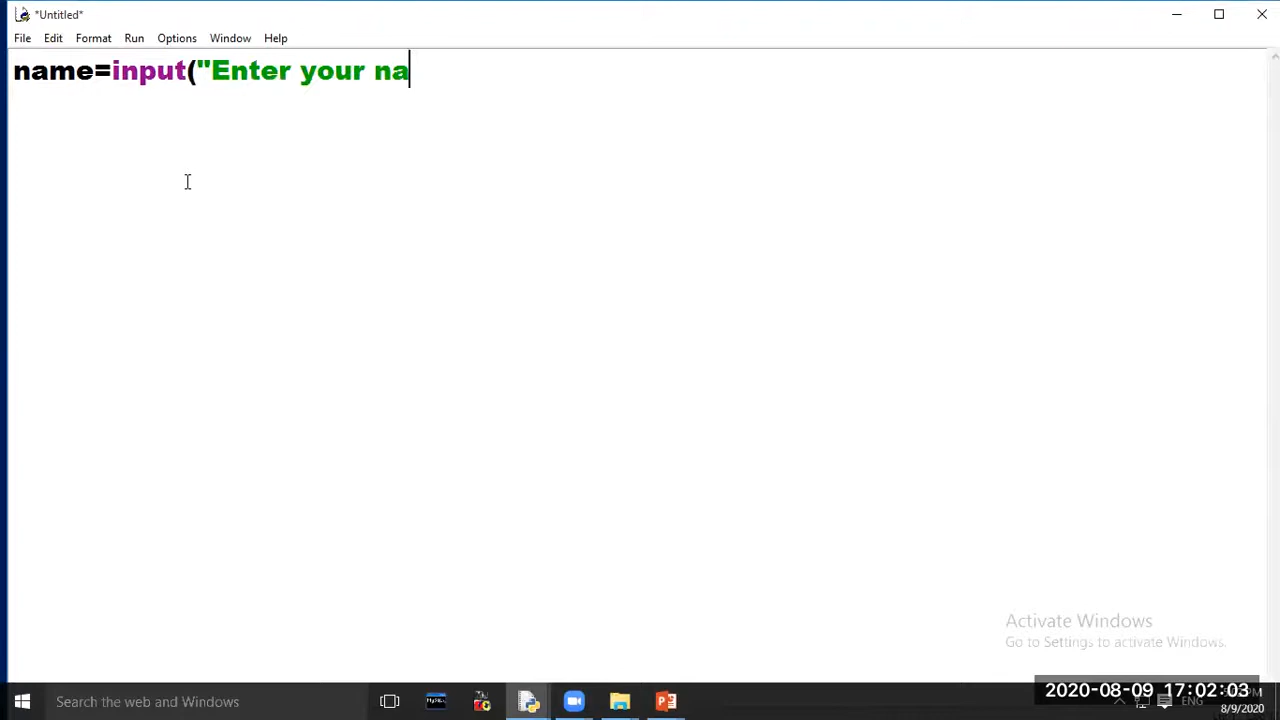 *Untitled*
File Edit Format Run Options Window Help
name=input("Enter your na
Activate Windows
Go to Settings to activate Windows.
Search the web and Windows
2020-08-09 17:02:03
ENG
8/9/2020